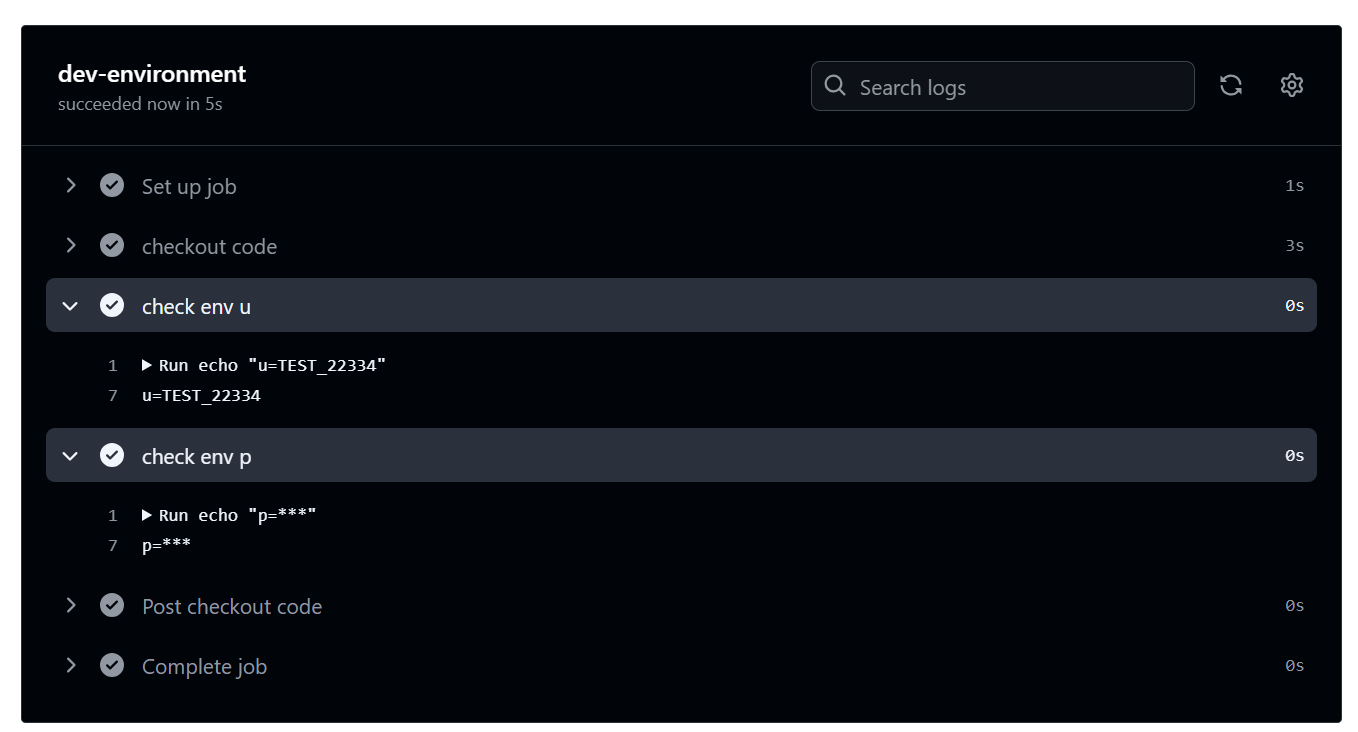 dev-environment
succeeded now in 5s
Search logs
Set up job 1s
checkout code 3s
check env u 0s
1 Run echo "u=TEST_22334"
7 u=TEST_22334
check env p 0s
1 Run echo "p=***"
7 p=***
Post checkout code 0s
Complete job 0s